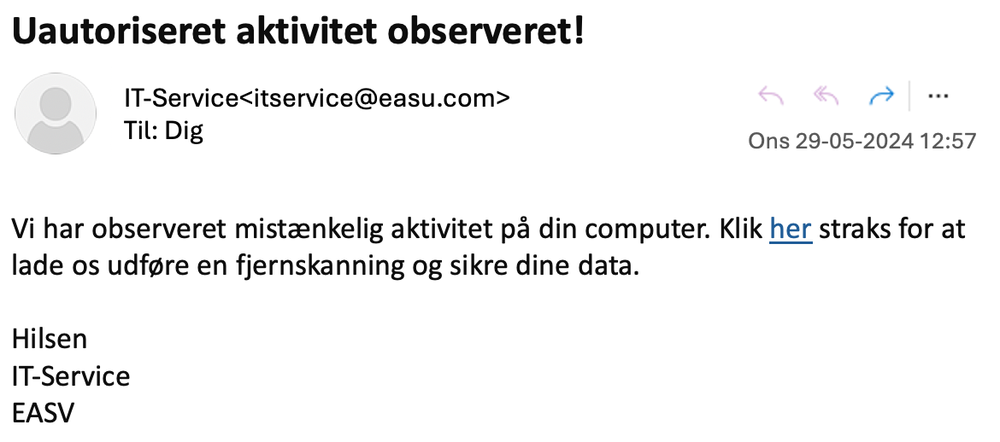 Uautoriseret aktivitet observeret!
IT-Service<itservice@easu.com>
Til: Dig
Ons 29-05-2024 12:57
Vi har observeret mistænkelig aktivitet på din computer. Klik her straks for at
lade os udføre en fjernskanning og sikre dine data.
Hilsen
IT-Service
EASV